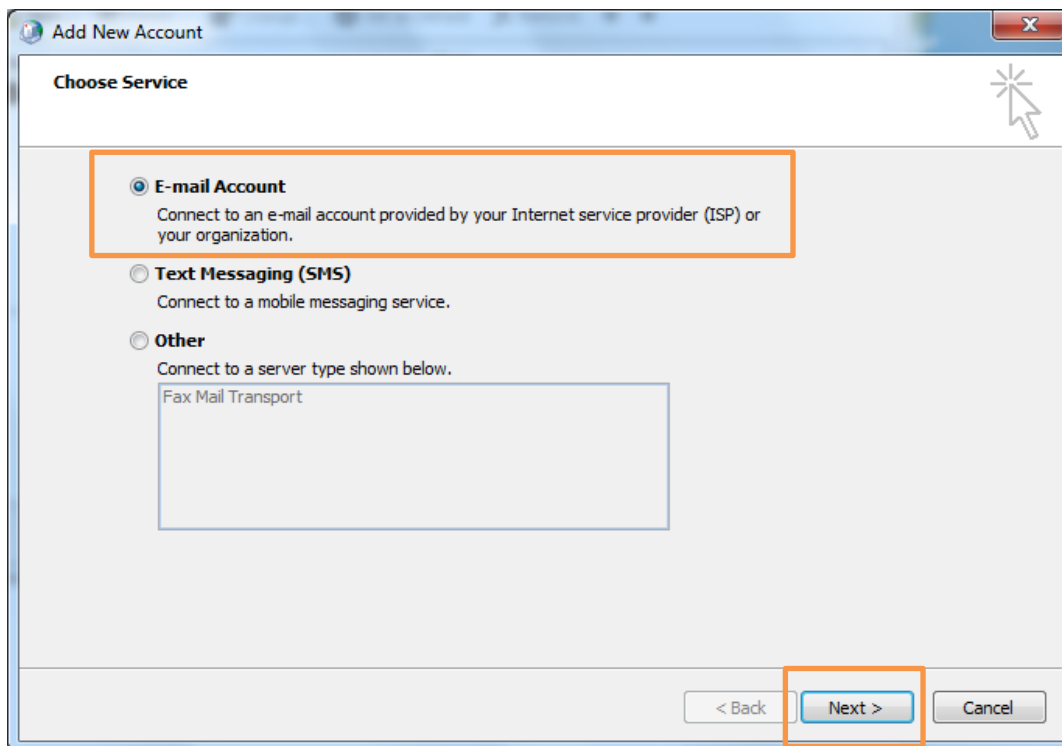 Add New Account
X
Choose Service
E-mail Account
Connect to an e-mail account provided by your Internet service provider (ISP) or
your organization.
Text Messaging (SMS)
Connect to a mobile messaging service.
Other
Connect to a server type shown below.
Fax Mail Transport
< Back Next > Cancel